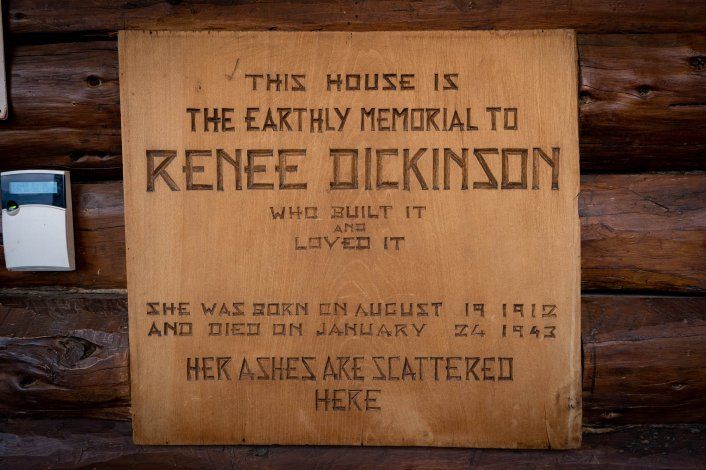 THIS HOUSE IS
THE EARTHLY MEMORIAL TO
RENEE DICKINSON
WHO BUILT IT
AND
LOVED IT
SHE WAS BORN ON AUGUST 19 1912
AND DIED ON JANUARY 24 1943
HER ASHES ARE SCATTERED
HERE